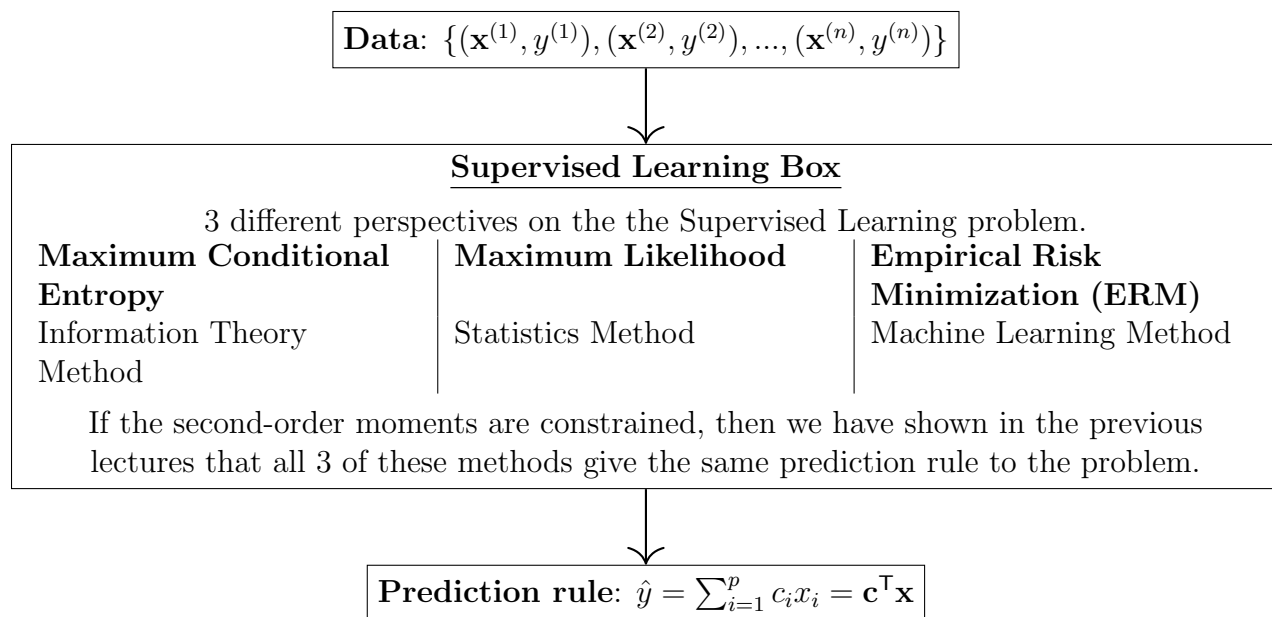 Data: {(x^(1), y^(1)), (x^(2), y^(2)), ..., (x^(n), y^(n))}
Supervised Learning Box
3 different perspectives on the the Supervised Learning problem.
Maximum Conditional
Entropy
Information Theory
Method
Maximum Likelihood
Statistics Method
Empirical Risk
Minimization (ERM)
Machine Learning Method
If the second-order moments are constrained, then we have shown in the previous
lectures that all 3 of these methods give the same prediction rule to the problem.
Prediction rule: ŷ = ∑_{i=1}^{p} c_i x_i = c^T x